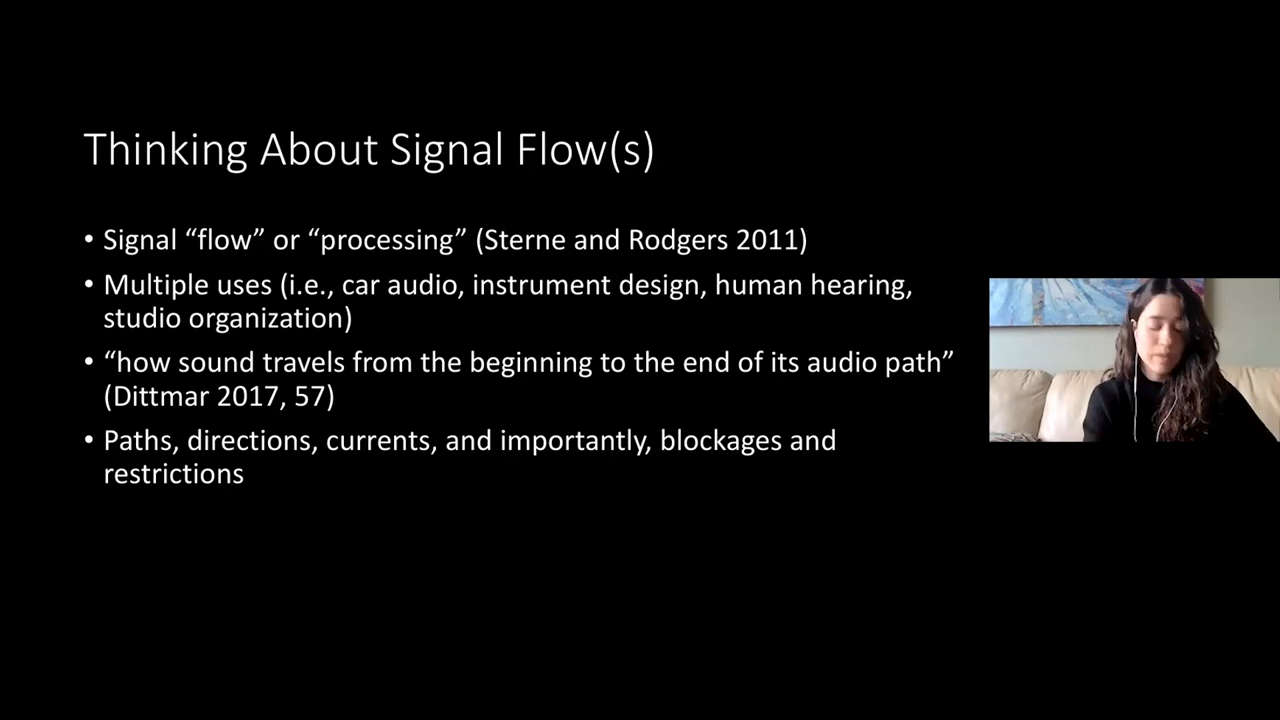 Thinking About Signal Flow(s)
• Signal “flow” or “processing” (Sterne and Rodgers 2011)
• Multiple uses (i.e., car audio, instrument design, human hearing,
studio organization)
• “how sound travels from the beginning to the end of its audio path”
(Dittmar 2017, 57)
• Paths, directions, currents, and importantly, blockages and
restrictions